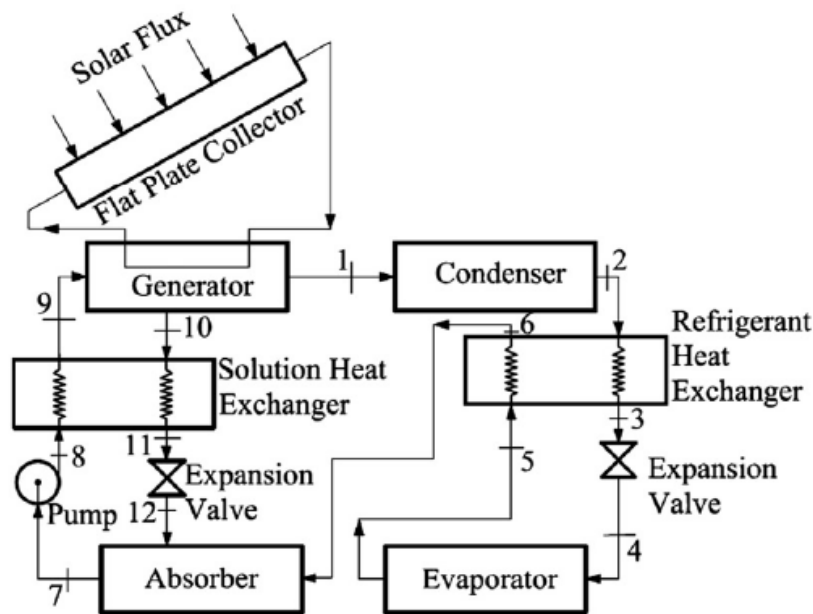 Solar Flux
Flat Plate Collector
Generator
1
Condenser
2
9
10
6
Refrigerant
Heat
Exchanger
Solution Heat
Exchanger
3
8
11
5
Expansion
Valve
Expansion
Valve
Pump
12
4
7
Absorber
Evaporator